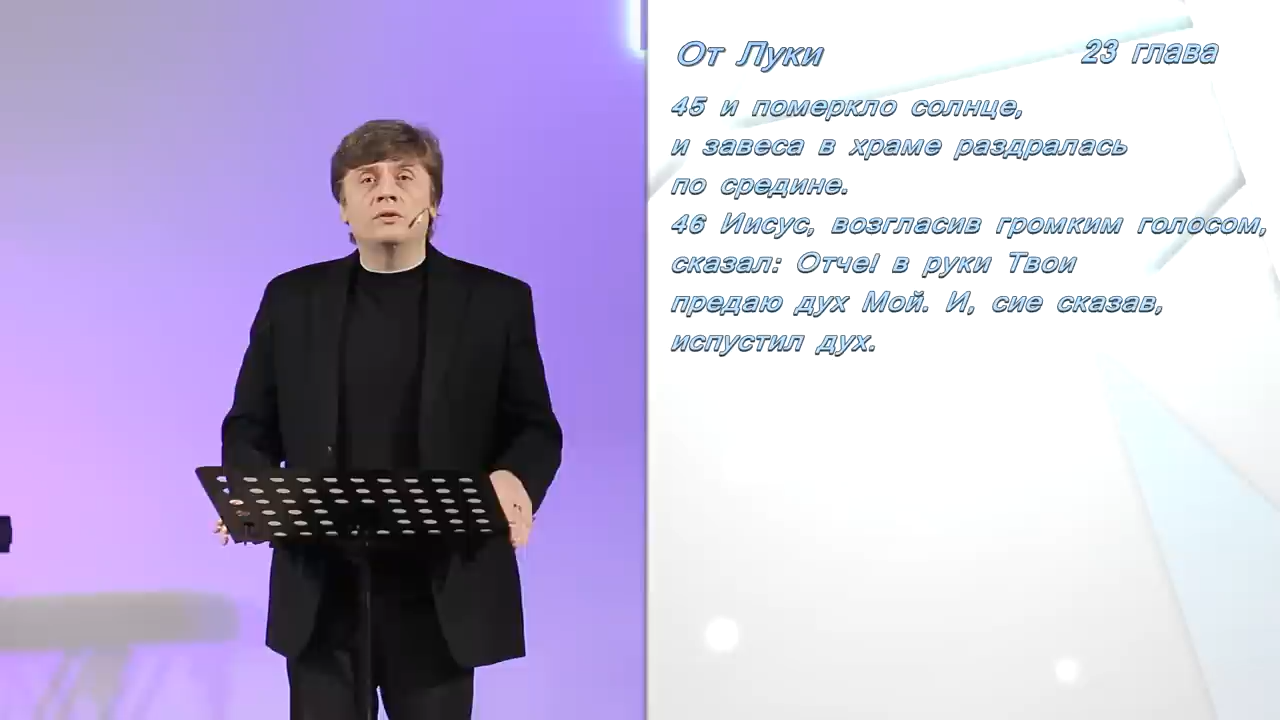 От Луки 23 глава
45 и померкло солнце,
и завеса в храме раздралась
по средине.
46 Иисус, возгласив громким голосом,
сказал: Отче! в руки Твои
предаю дух Мой. И, сие сказав,
испустил дух.